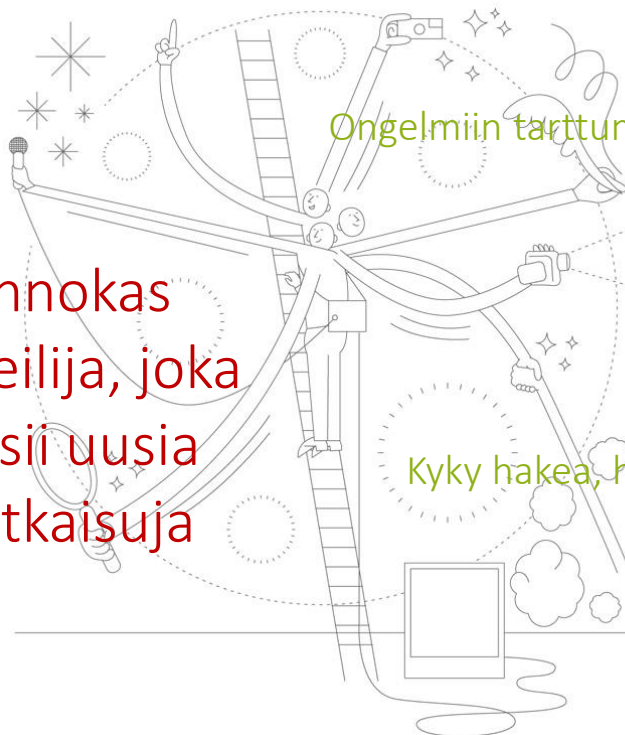 Ongelmiin tarttun
nnokas
eilija, joka
sii uusia
tkaisuja
Kyky hakea, h